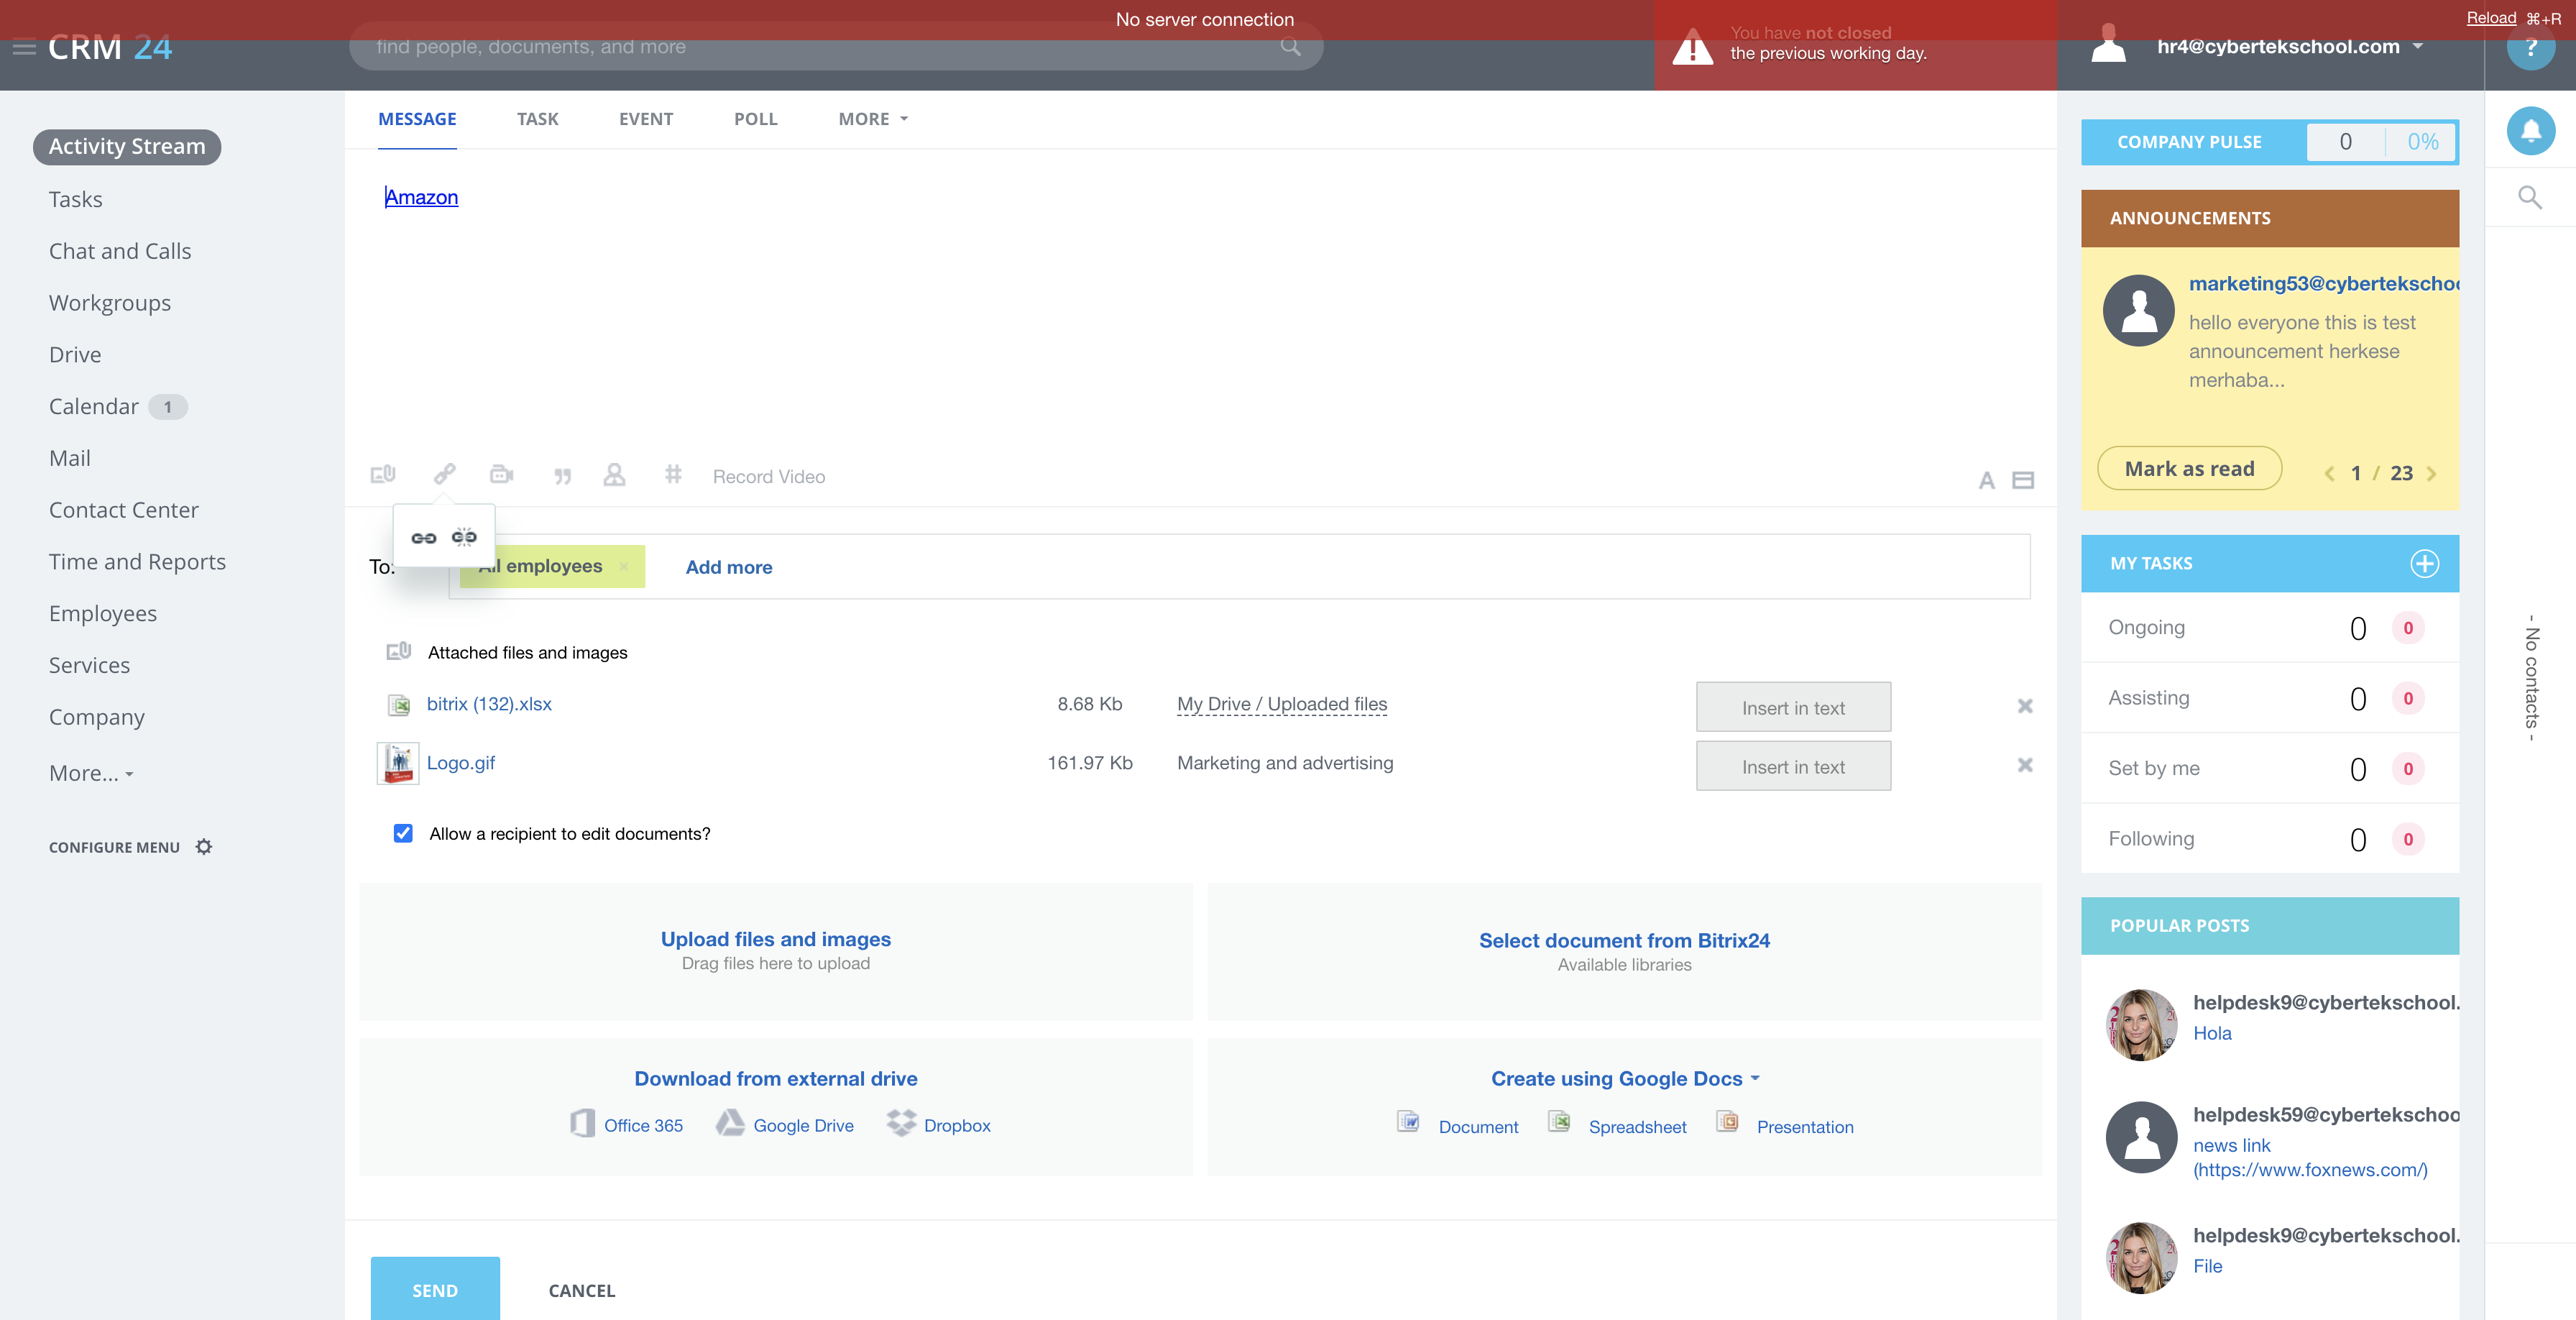 No server connection
Reload ⌘+R
CRM 24
find people, documents, and more
You have not closed
the previous working day.
hr4@cybertekschool.com
?
Activity Stream
Tasks
Chat and Calls
Workgroups
Drive
Calendar 1
Mail
Contact Center
Time and Reports
Employees
Services
Company
More...
CONFIGURE MENU
MESSAGE TASK EVENT POLL MORE
Amazon
Record Video
A
To: All employees × Add more
Attached files and images
bitrix (132).xlsx 8.68 Kb My Drive / Uploaded files Insert in text
Logo.gif 161.97 Kb Marketing and advertising Insert in text
Allow a recipient to edit documents?
Upload files and images
Drag files here to upload
Select document from Bitrix24
Available libraries
Download from external drive
Office 365 Google Drive Dropbox
Create using Google Docs
Document Spreadsheet Presentation
SEND CANCEL
COMPANY PULSE 0 0%
ANNOUNCEMENTS
marketing53@cybertekschoo
hello everyone this is test
announcement herkese
merhaba...
Mark as read 1 / 23
MY TASKS
Ongoing 0 0
Assisting 0 0
Set by me 0 0
Following 0 0
POPULAR POSTS
helpdesk9@cybertekschool.
Hola
helpdesk59@cybertekschoo
news link
(https://www.foxnews.com/)
helpdesk9@cybertekschool.
File
- No contacts -